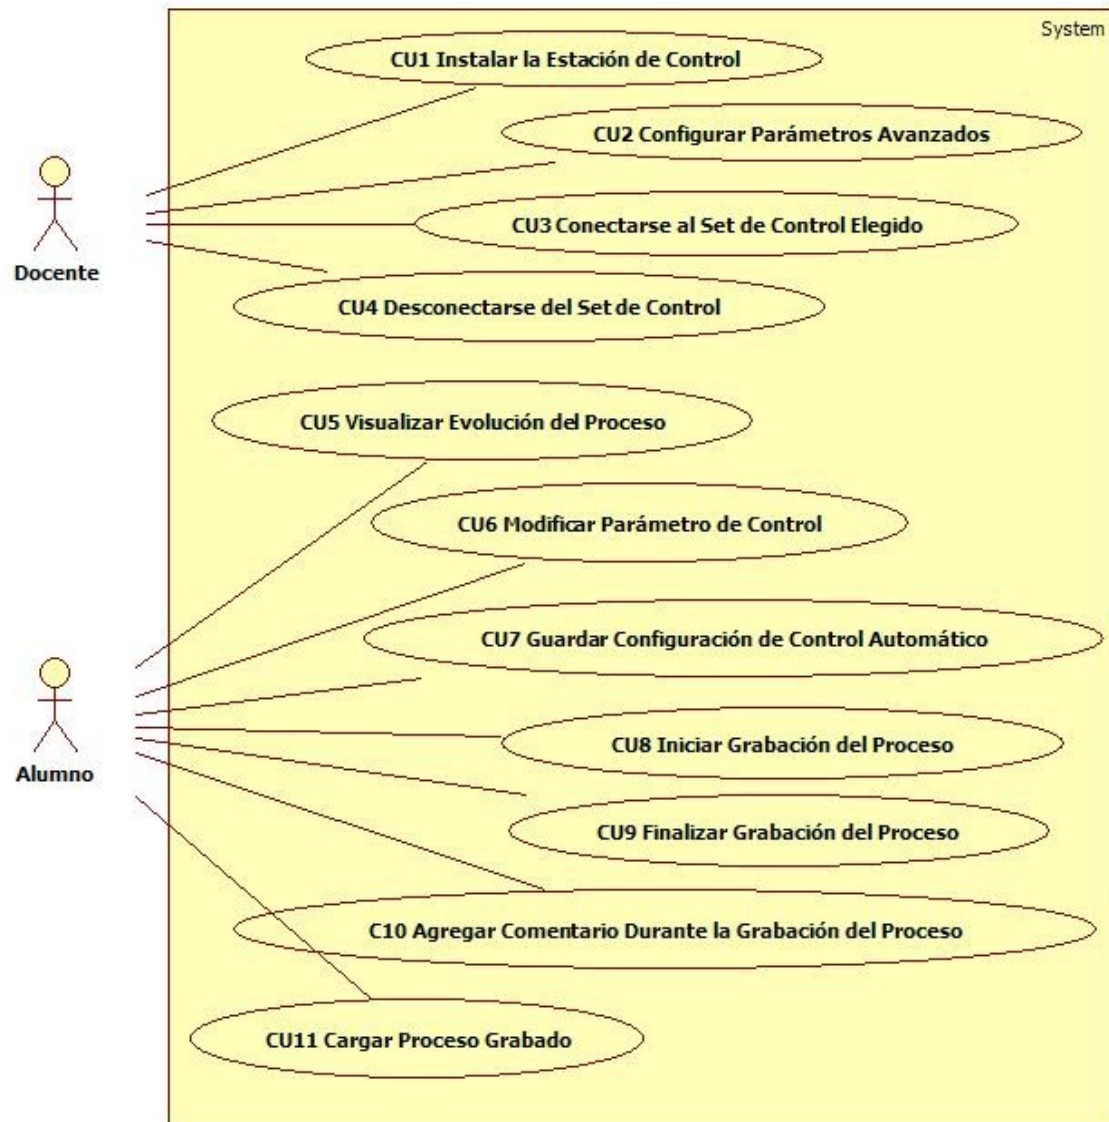 System
CU1 Instalar la Estación de Control
CU2 Configurar Parámetros Avanzados
CU3 Conectarse al Set de Control Elegido
Docente
CU4 Desconectarse del Set de Control
CU5 Visualizar Evolución del Proceso
CU6 Modificar Parámetro de Control
CU7 Guardar Configuración de Control Automático
CU8 Iniciar Grabación del Proceso
Alumno
CU9 Finalizar Grabación del Proceso
C10 Agregar Comentario Durante la Grabación del Proceso
CU11 Cargar Proceso Grabado